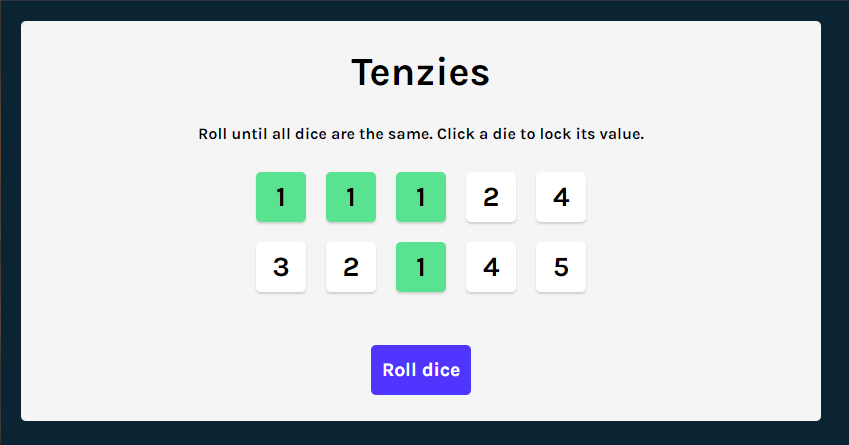 Tenzies
Roll until all dice are the same. Click a die to lock its value.
1 1 1 2 4
3 2 1 4 5
Roll dice